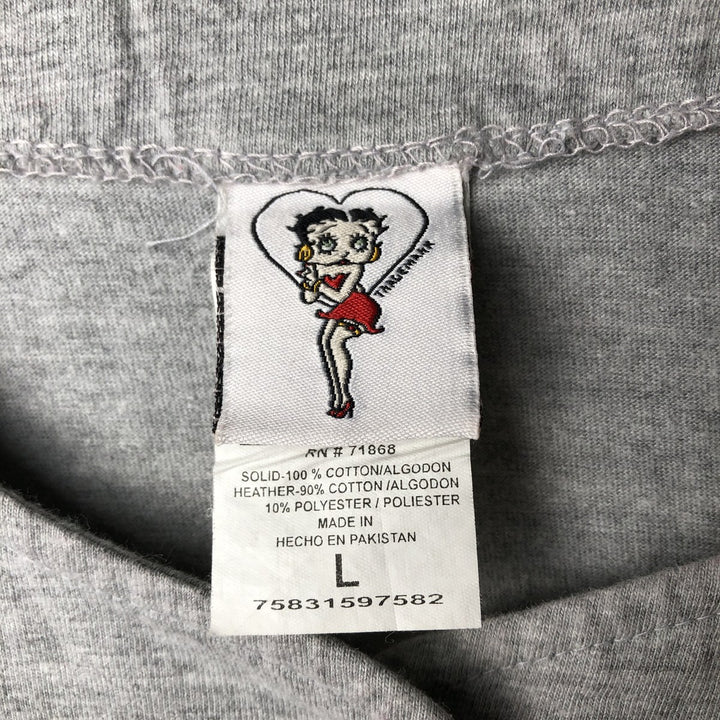 TRADEMARK
RN # 71868
SOLID-100 % COTTON/ALGODON
HEATHER-90% COTTON /ALGODON
10% POLYESTER / POLIESTER
MADE IN
HECHO EN PAKISTAN
L
75831597582